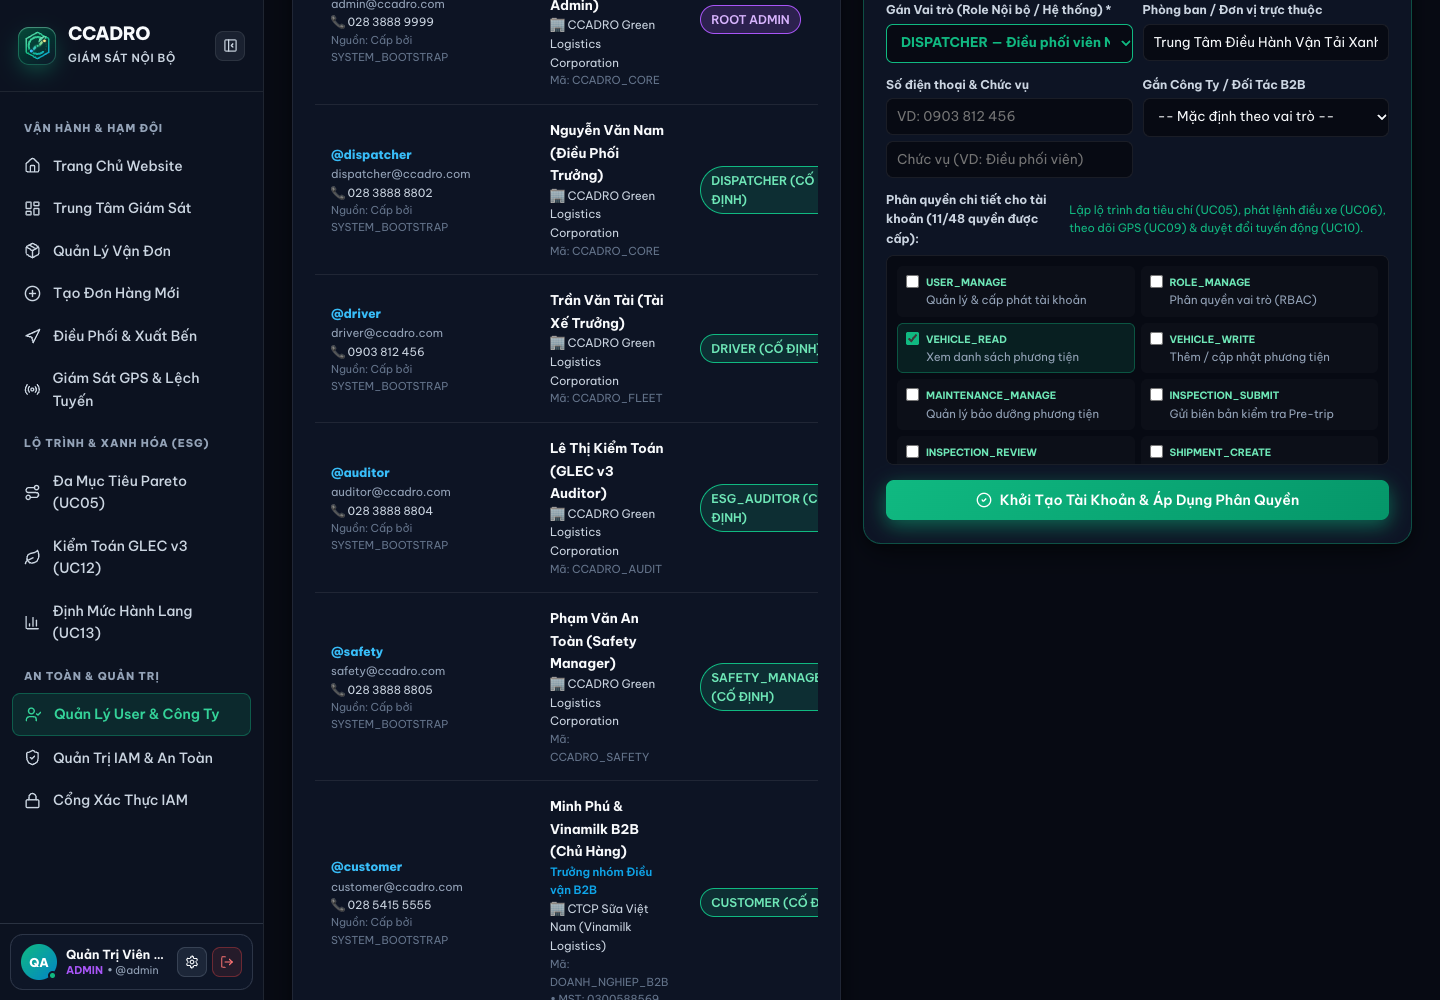 CCADRO
GIÁM SÁT NỘI BỘ
VẬN HÀNH & HẠM ĐỘI
Trang Chủ Website
Trung Tâm Giám Sát
Quản Lý Vận Đơn
Tạo Đơn Hàng Mới
Điều Phối & Xuất Bến
Giám Sát GPS & Lệch
Tuyến
LỘ TRÌNH & XANH HÓA (ESG)
Đa Mục Tiêu Pareto
(UC05)
Kiểm Toán GLEC v3
(UC12)
Định Mức Hành Lang
(UC13)
AN TOÀN & QUẢN TRỊ
Quản Lý User & Công Ty
Quản Trị IAM & An Toàn
Cổng Xác Thực IAM
QA
Quản Trị Viên ...
ADMIN • @admin
admin@ccadro.com
028 3888 9999
Nguồn: Cấp bởi
SYSTEM_BOOTSTRAP
Admin)
CCADRO Green
Logistics
Corporation
Mã: CCADRO_CORE
ROOT ADMIN
@dispatcher
dispatcher@ccadro.com
028 3888 8802
Nguồn: Cấp bởi
SYSTEM_BOOTSTRAP
Nguyễn Văn Nam
(Điều Phối
Trưởng)
CCADRO Green
Logistics
Corporation
Mã: CCADRO_CORE
DISPATCHER (CỐ
ĐỊNH)
@driver
driver@ccadro.com
0903 812 456
Nguồn: Cấp bởi
SYSTEM_BOOTSTRAP
Trần Văn Tài (Tài
Xế Trưởng)
CCADRO Green
Logistics
Corporation
Mã: CCADRO_FLEET
DRIVER (CỐ ĐỊNH)
@auditor
auditor@ccadro.com
028 3888 8804
Nguồn: Cấp bởi
SYSTEM_BOOTSTRAP
Lê Thị Kiểm Toán
(GLEC v3
Auditor)
CCADRO Green
Logistics
Corporation
Mã: CCADRO_AUDIT
ESG_AUDITOR (C
ĐỊNH)
@safety
safety@ccadro.com
028 3888 8805
Nguồn: Cấp bởi
SYSTEM_BOOTSTRAP
Phạm Văn An
Toàn (Safety
Manager)
CCADRO Green
Logistics
Corporation
Mã:
CCADRO_SAFETY
SAFETY_MANAGE
(CỐ ĐỊNH)
@customer
customer@ccadro.com
028 5415 5555
Nguồn: Cấp bởi
SYSTEM_BOOTSTRAP
Minh Phú &
Vinamilk B2B
(Chủ Hàng)
Trưởng nhóm Điều
vận B2B
CTCP Sữa Việt
Nam (Vinamilk
Logistics)
Mã:
DOANH_NGHIEP_B2B
• MST: 0300588569
CUSTOMER (CỐ Đ
Gán Vai trò (Role Nội bộ / Hệ thống) *
DISPATCHER — Điều phối viên N
Phòng ban / Đơn vị trực thuộc
Trung Tâm Điều Hành Vận Tải Xanh
Số điện thoại & Chức vụ
VD: 0903 812 456
Chức vụ (VD: Điều phối viên)
Gắn Công Ty / Đối Tác B2B
-- Mặc định theo vai trò --
Phân quyền chi tiết cho tài
khoản (11/48 quyền được
cấp):
Lập lộ trình đa tiêu chí (UC05), phát lệnh điều xe (UC06),
theo dõi GPS (UC09) & duyệt đổi tuyến động (UC10).
USER_MANAGE
Quản lý & cấp phát tài khoản
ROLE_MANAGE
Phân quyền vai trò (RBAC)
VEHICLE_READ
Xem danh sách phương tiện
VEHICLE_WRITE
Thêm / cập nhật phương tiện
MAINTENANCE_MANAGE
Quản lý bảo dưỡng phương tiện
INSPECTION_SUBMIT
Gửi biên bản kiểm tra Pre-trip
INSPECTION_REVIEW
SHIPMENT_CREATE
Khởi Tạo Tài Khoản & Áp Dụng Phân Quyền